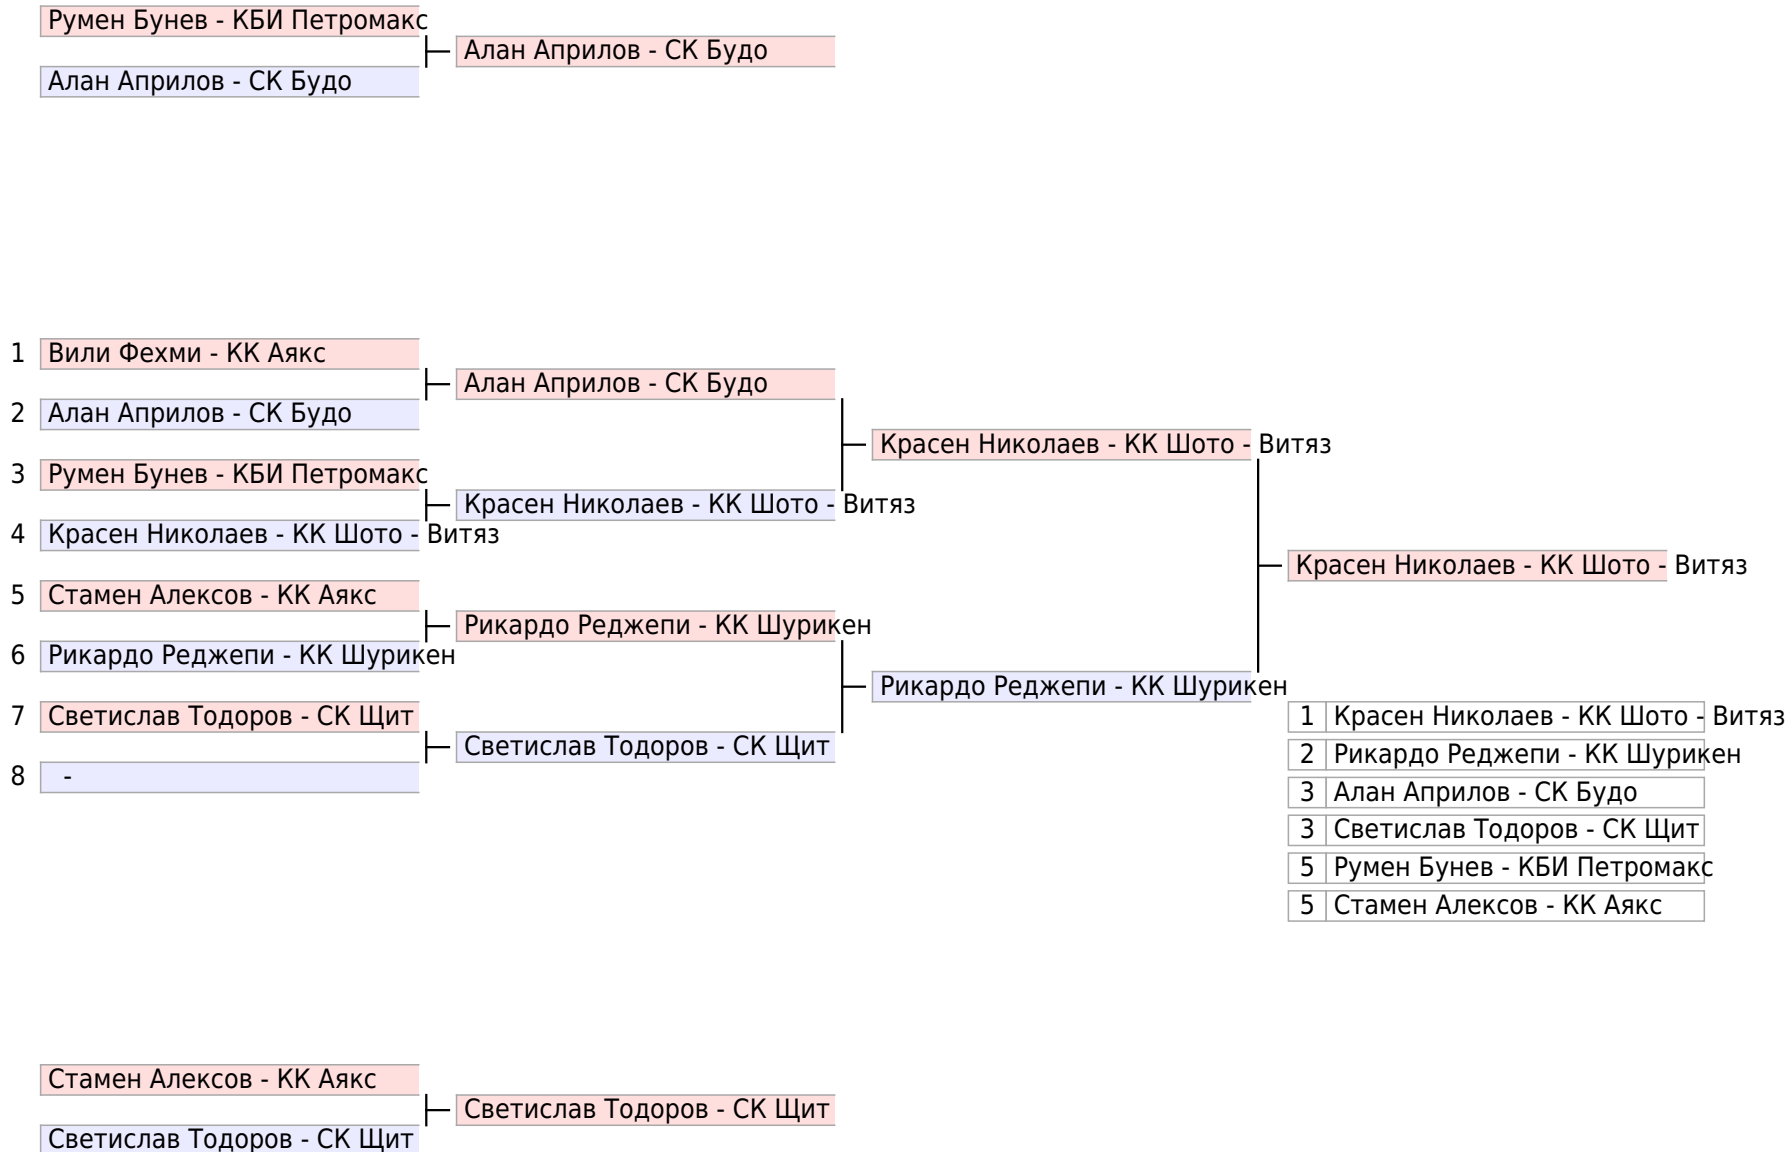 Румен Бунев - КБИ Петромакс
Алан Априлов - СК Будо
Алан Априлов - СК Будо
1 Вили Фехми - КК Аякс
Алан Априлов - СК Будо
2 Алан Априлов - СК Будо
Красен Николаев - КК Шото - Витяз
3 Румен Бунев - КБИ Петромакс
Красен Николаев - КК Шото - Витяз
4 Красен Николаев - КК Шото - Витяз
Красен Николаев - КК Шото - Витяз
5 Стамен Алексов - КК Аякс
Рикардо Реджепи - КК Шурикен
6 Рикардо Реджепи - КК Шурикен
Рикардо Реджепи - КК Шурикен
7 Светислав Тодоров - СК Щит
Светислав Тодоров - СК Щит
8 -
1 Красен Николаев - КК Шото - Витяз
2 Рикардо Реджепи - КК Шурикен
3 Алан Априлов - СК Будо
3 Светислав Тодоров - СК Щит
5 Румен Бунев - КБИ Петромакс
5 Стамен Алексов - КК Аякс
Стамен Алексов - КК Аякс
Светислав Тодоров - СК Щит
Светислав Тодоров - СК Щит